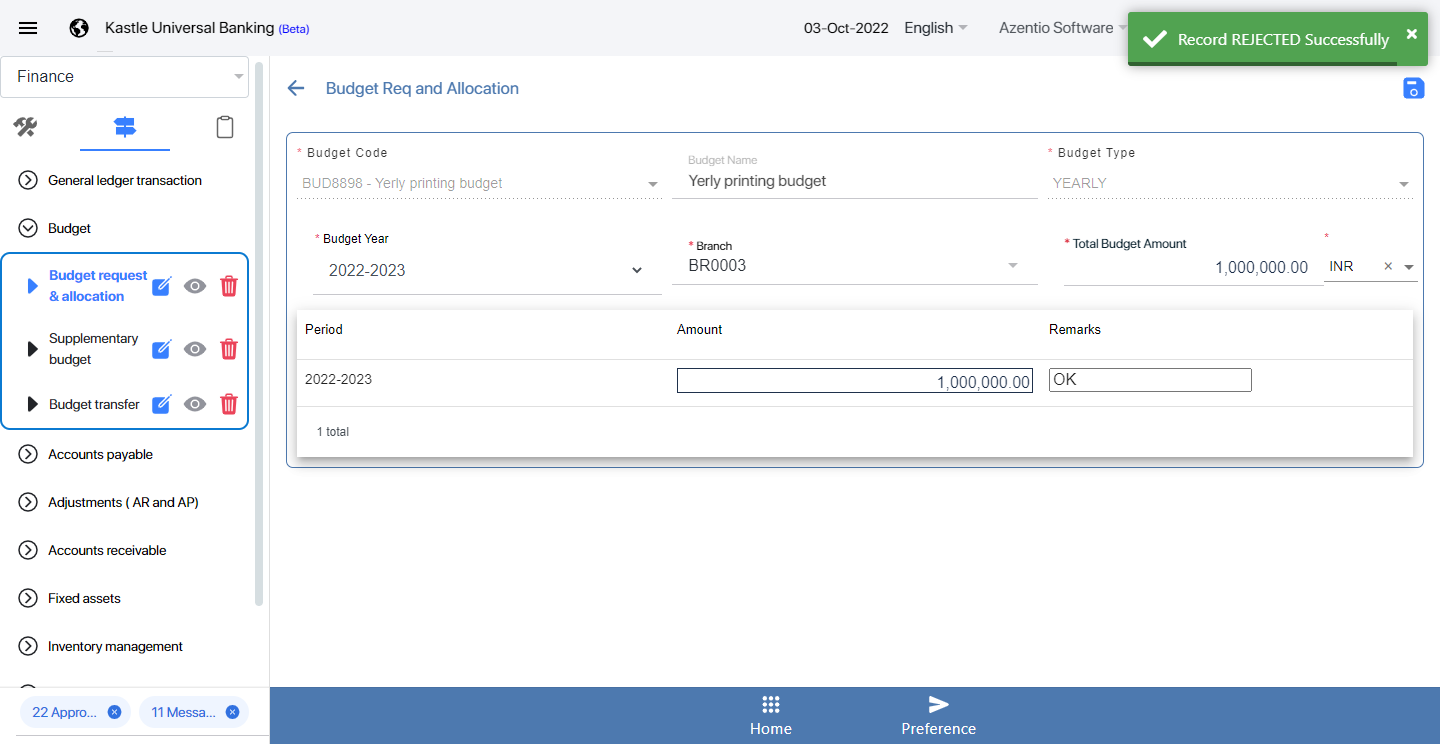 Kastle Universal Banking (Beta)
03-Oct-2022
English
Azentio Software
Record REJECTED Successfully
Finance
General ledger transaction
Budget
Budget request
& allocation
Supplementary
budget
Budget transfer
Accounts payable
Adjustments ( AR and AP)
Accounts receivable
Fixed assets
Inventory management
22 Appro...
11 Messa...
Budget Req and Allocation
* Budget Code
BUD8898 - Yerly printing budget
Budget Name
Yerly printing budget
* Budget Type
YEARLY
* Budget Year
2022-2023
* Branch
BR0003
* Total Budget Amount
1,000,000.00
*
INR
Period
Amount
Remarks
2022-2023
1,000,000.00
OK
1 total
Home
Preference